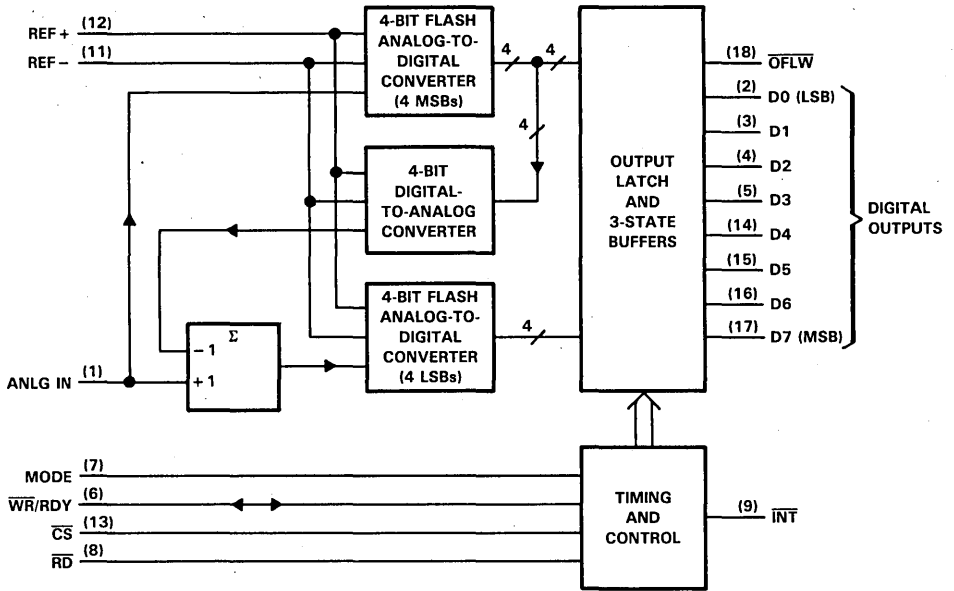 REF+ (12)
REF- (11)
4-BIT FLASH
ANALOG-TO-
DIGITAL
CONVERTER
(4 MSBs)
4
4
4
4-BIT
DIGITAL-
TO-ANALOG
CONVERTER
4-BIT FLASH
ANALOG-TO-
DIGITAL
CONVERTER
(4 LSBs)
4
Σ
-1
+1
ANLG IN (1)
OUTPUT
LATCH
AND
3-STATE
BUFFERS
(18) OFLW
(2) D0 (LSB)
(3) D1
(4) D2
(5) D3
(14) D4
(15) D5
(16) D6
(17) D7 (MSB)
DIGITAL
OUTPUTS
MODE (7)
WR/RDY (6)
CS (13)
RD (8)
TIMING
AND
CONTROL
(9) INT